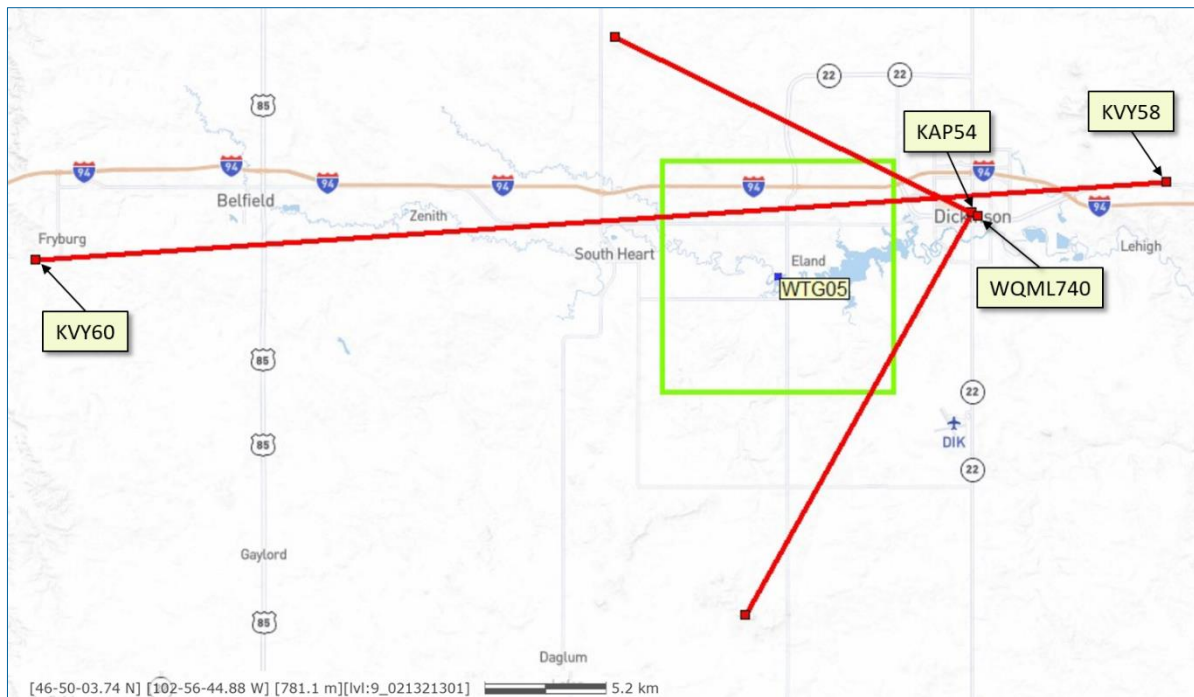 22
22
85
KVY58
KAP54
94
94
94
94
94
94
Belfield
Zenith
Dickinson
94
Fryburg
South Heart
Eland
Lehigh
WTG05
WQML740
KVY60
85
22
DIK
85
22
Gaylord
85
Daglum
[46-50-03.74 N] [102-56-44.88 W] [781.1 m][lvl:9_021321301] 5.2 km